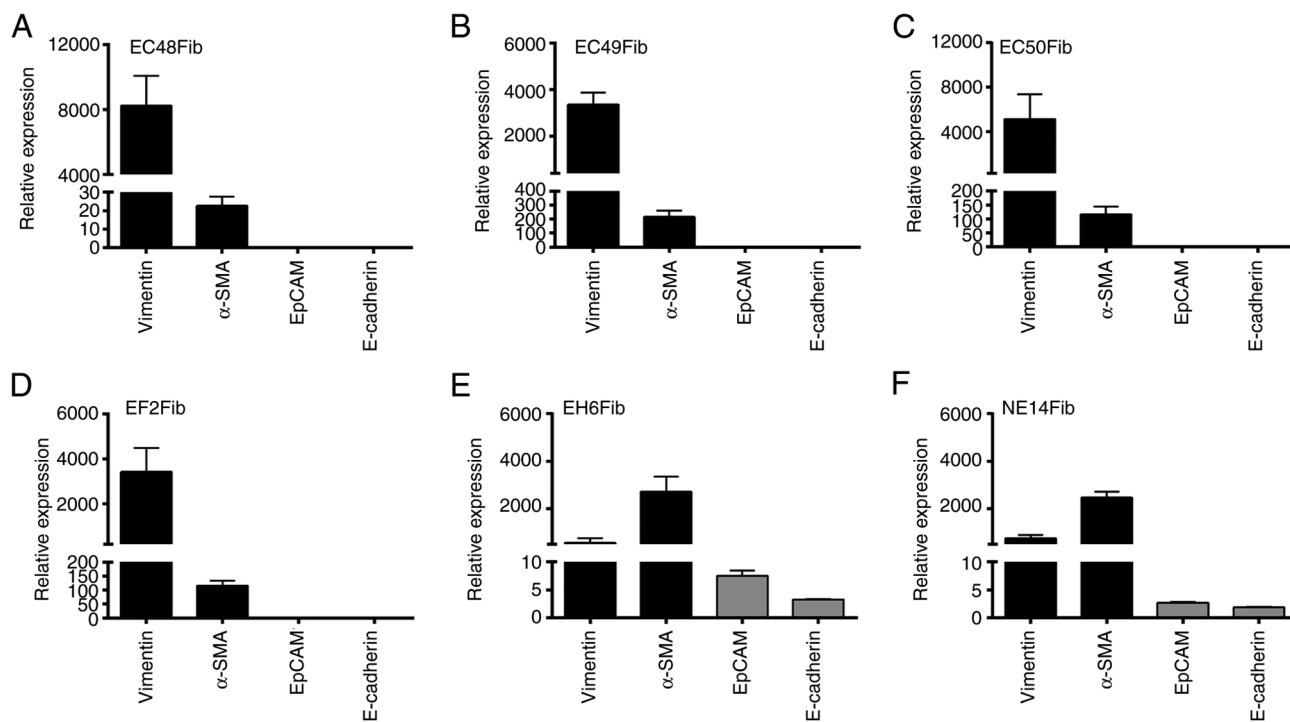 A
EC48Fib
Relative expression
12000
8000
4000
30
20
10
0
Vimentin
α-SMA
EpCAM
E-cadherin
B
EC49Fib
Relative expression
6000
4000
2000
400
300
200
100
0
Vimentin
α-SMA
EpCAM
E-cadherin
C
EC50Fib
Relative expression
12000
8000
4000
200
150
100
50
0
Vimentin
α-SMA
EpCAM
E-cadherin
D
EF2Fib
Relative expression
6000
4000
2000
200
150
100
50
0
Vimentin
α-SMA
EpCAM
E-cadherin
E
EH6Fib
Relative expression
6000
4000
2000
10
5
0
Vimentin
α-SMA
EpCAM
E-cadherin
F
NE14Fib
Relative expression
6000
4000
2000
10
5
0
Vimentin
α-SMA
EpCAM
E-cadherin